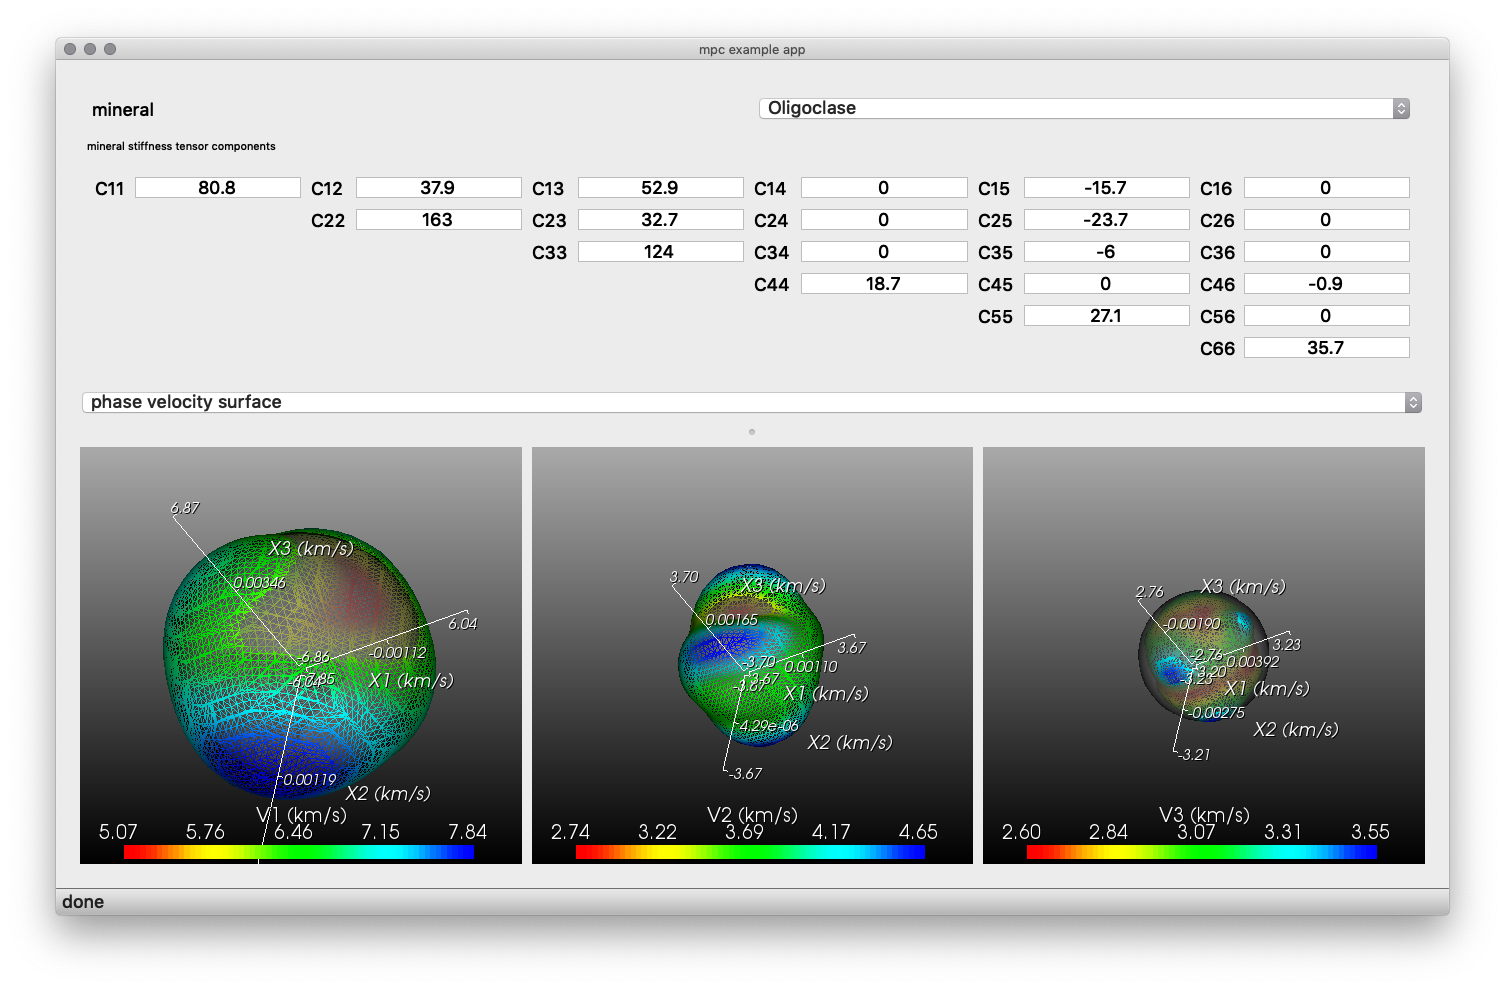 mpc example app
mineral
Oligoclase
mineral stiffness tensor components
C11 80.8 C12 37.9 C13 52.9 C14 0 C15 -15.7 C16 0
C22 163 C23 32.7 C24 0 C25 -23.7 C26 0
C33 124 C34 0 C35 -6 C36 0
C44 18.7 C45 0 C46 -0.9
C55 27.1 C56 0
C66 35.7
phase velocity surface
6.87
X3 (km/s)
0.00346
6.04
-6.86
-0.00112
X1 (km/s)
-0.00119
X2 (km/s)
V1 (km/s)
5.07 5.76 6.46 7.15 7.84
3.70
X3 (km/s)
0.00165
3.67
-3.70
0.00110
-3.67
X1 (km/s)
-4.29e-06
X2 (km/s)
-3.67
V2 (km/s)
2.74 3.22 3.69 4.17 4.65
2.76
X3 (km/s)
-0.00190
3.23
-2.76
0.00392
-3.23
3.20
X1 (km/s)
-0.00275
X2 (km/s)
-3.21
V3 (km/s)
2.60 2.84 3.07 3.31 3.55
done